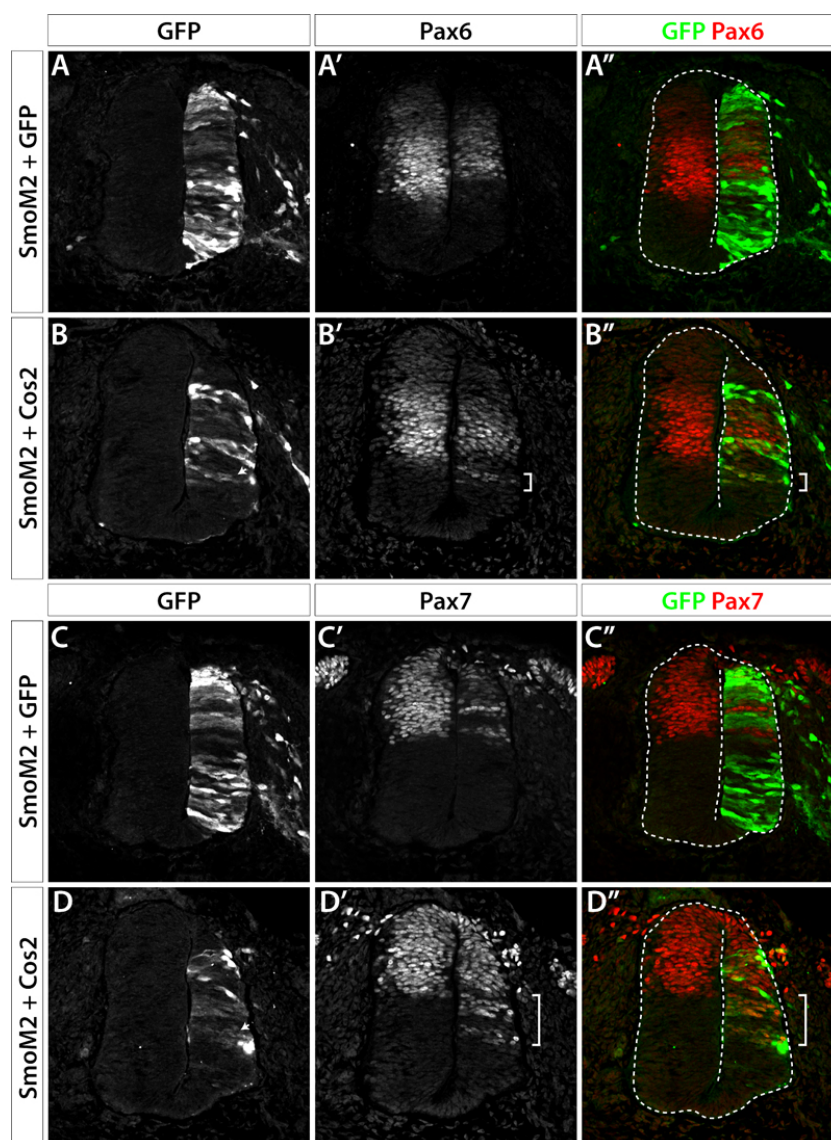 GFP Pax6 GFP Pax6
SmoM2 + GFP
A A' A"
SmoM2 + Cos2
B B' B"
GFP Pax7 GFP Pax7
SmoM2 + GFP
C C' C"
SmoM2 + Cos2
D D' D"